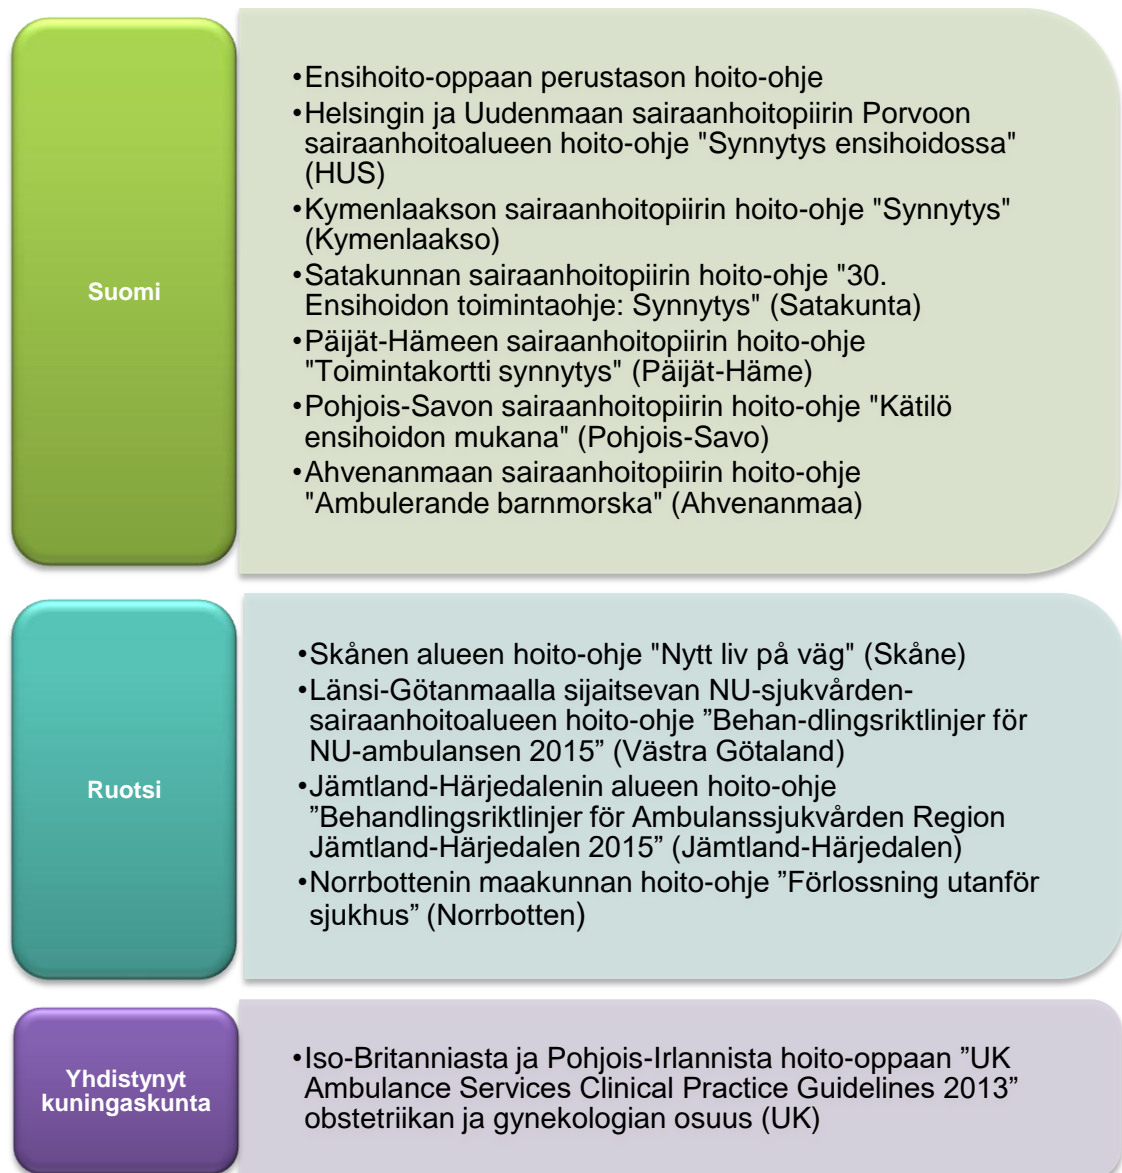 Suomi
•Ensihoito-oppaan perustason hoito-ohje
•Helsingin ja Uudenmaan sairaanhoitopiirin Porvoon
sairaanhoitoalueen hoito-ohje "Synnytys ensihoidossa"
(HUS)
•Kymenlaakson sairaanhoitopiirin hoito-ohje "Synnytys"
(Kymenlaakso)
•Satakunnan sairaanhoitopiirin hoito-ohje "30.
Ensihoidon toimintaohje: Synnytys" (Satakunta)
•Päijät-Hämeen sairaanhoitopiirin hoito-ohje
"Toimintakortti synnytys" (Päijät-Häme)
•Pohjois-Savon sairaanhoitopiirin hoito-ohje "Kätilö
ensihoidon mukana" (Pohjois-Savo)
•Ahvenanmaan sairaanhoitopiirin hoito-ohje
"Ambulerande barnmorska" (Ahvenanmaa)
Ruotsi
•Skånen alueen hoito-ohje "Nytt liv på väg" (Skåne)
•Länsi-Götanmaalla sijaitsevan NU-sjukvården-
sairaanhoitoalueen hoito-ohje ”Behan-dlingsriktlinjer för
NU-ambulansen 2015” (Västra Götaland)
•Jämtland-Härjedalenin alueen hoito-ohje
”Behandlingsriktlinjer för Ambulanssjukvården Region
Jämtland-Härjedalen 2015” (Jämtland-Härjedalen)
•Norrbottenin maakunnan hoito-ohje ”Förlossning utanför
sjukhus” (Norrbotten)
Yhdistynyt
kuningaskunta
•Iso-Britanniasta ja Pohjois-Irlannista hoito-oppaan ”UK
Ambulance Services Clinical Practice Guidelines 2013”
obstetriikan ja gynekologian osuus (UK)